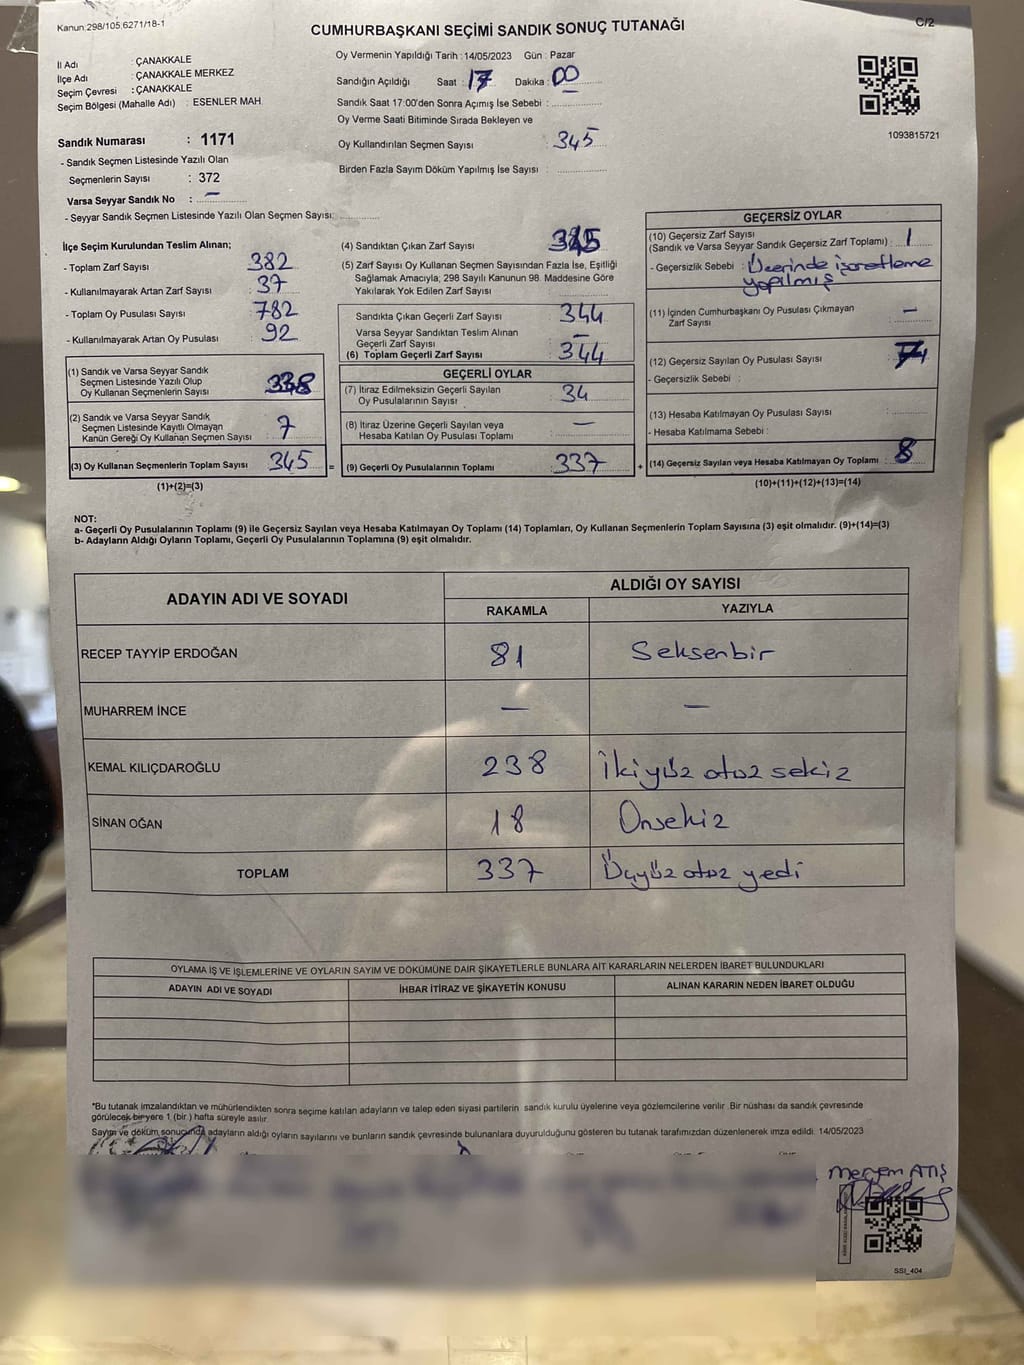 Kanun.298/105,6271/18-1
CUMHURBAŞKANI SEÇİMİ SANDIK SONUÇ TUTANAĞI
C/2
İl Adı : ÇANAKKALE
İlçe Adı : ÇANAKKALE MERKEZ
Seçim Çevresi : ÇANAKKALE
Seçim Bölgesi (Mahalle Adı) : ESENLER MAH.
Oy Vermenin Yapıldığı Tarih : 14/05/2023 Gün : Pazar
Sandığın Açıldığı Saat : 17 Dakika : 00
Sandık Saat 17:00'den Sonra Açımış İse Sebebi :
Oy Verme Saati Bitiminde Sırada Bekleyen ve
Oy Kullandırılan Seçmen Sayısı : 345
Birden Fazla Sayım Döküm Yapılmış İse Sayısı :
1093815721
Sandık Numarası : 1171
- Sandık Seçmen Listesinde Yazılı Olan
Seçmenlerin Sayısı : 372
Varsa Seyyar Sandık No : –
- Seyyar Sandık Seçmen Listesinde Yazılı Olan Seçmen Sayısı:
İlçe Seçim Kurulundan Teslim Alınan;
- Toplam Zarf Sayısı 382
- Kullanılmayarak Artan Zarf Sayısı 37
- Toplam Oy Pusulası Sayısı 782
- Kullanılmayarak Artan Oy Pusulası 92
(1) Sandık ve Varsa Seyyar Sandık
Seçmen Listesinde Yazılı Olup
Oy Kullanan Seçmenlerin Sayısı 338
(2) Sandık ve Varsa Seyyar Sandık
Seçmen Listesinde Kayıtlı Olmayan
Kanun Gereği Oy Kullanan Seçmen Sayısı 7
(3) Oy Kullanan Seçmenlerin Toplam Sayısı 345 =
(1)+(2)=(3)
(4) Sandıktan Çıkan Zarf Sayısı 345
(5) Zarf Sayısı Oy Kullanan Seçmen Sayısından Fazla İse, Eşitliği
Sağlamak Amacıyla, 298 Sayılı Kanunun 98. Maddesine Göre
Yakılarak Yok Edilen Zarf Sayısı
Sandıkta Çıkan Geçerli Zarf Sayısı 344
Varsa Seyyar Sandıktan Teslim Alınan
Geçerli Zarf Sayısı –
(6) Toplam Geçerli Zarf Sayısı 344
GEÇERLİ OYLAR
(7) İtiraz Edilmeksizin Geçerli Sayılan
Oy Pusulalarının Sayısı 34
(8) İtiraz Üzerine Geçerli Sayılan veya
Hesaba Katılan Oy Pusulası Toplamı –
(9) Geçerli Oy Pusulalarının Toplamı 337 +
GEÇERSİZ OYLAR
(10) Geçersiz Zarf Sayısı
(Sandık ve Varsa Seyyar Sandık Geçersiz Zarf Toplamı) : 1
- Geçersizlik Sebebi : Üzerinde işaretleme
yapılmış
(11) İçinden Cumhurbaşkanı Oy Pusulası Çıkmayan
Zarf Sayısı –
(12) Geçersiz Sayılan Oy Pusulası Sayısı
- Geçersizlik Sebebi :
(13) Hesaba Katılmayan Oy Pusulası Sayısı
- Hesaba Katılmama Sebebi :
(14) Geçersiz Sayılan veya Hesaba Katılmayan Oy Toplamı 8
(10)+(11)+(12)+(13)=(14)
NOT:
a- Geçerli Oy Pusulalarının Toplamı (9) ile Geçersiz Sayılan veya Hesaba Katılmayan Oy Toplamı (14) Toplamları, Oy Kullanan Seçmenlerin Toplam Sayısına (3) eşit olmalıdır. (9)+(14)=(3)
b- Adayların Aldığı Oyların Toplamı, Geçerli Oy Pusulalarının Toplamına (9) eşit olmalıdır.
ADAYIN ADI VE SOYADI
ALDIĞI OY SAYISI
RAKAMLA YAZIYLA
RECEP TAYYİP ERDOĞAN 81 Seksenbir
MUHARREM İNCE – –
KEMAL KILIÇDAROĞLU 238 İkiyüz otuz sekiz
SİNAN OĞAN 18 Onsekiz
TOPLAM 337 Üçyüz otuz yedi
OYLAMA İŞ VE İŞLEMLERİNE VE OYLARIN SAYIM VE DÖKÜMÜNE DAİR ŞİKAYETLERLE BUNLARA AİT KARARLARIN NELERDEN İBARET BULUNDUKLARI
ADAYIN ADI VE SOYADI İHBAR İTİRAZ VE ŞİKAYETİN KONUSU ALINAN KARARIN NEDEN İBARET OLDUĞU
*Bu tutanak imzalandıktan ve mühürlendikten sonra seçime katılan adayların ve talep eden siyasi partilerin sandık kurulu üyelerine veya gözlemcilerine verilir. Bir nüshası da sandık çevresinde
görülecek bir yere 1 (bir) hafta süreyle asılır.
Sayım ve döküm sonucunda adayların aldığı oyların sayılarını ve bunların sandık çevresinde bulunanlara duyurulduğunu gösteren bu tutanak tarafımızdan düzenlenerek imza edildi. 14/05/2023
Meryem ATIŞ
SSI_404